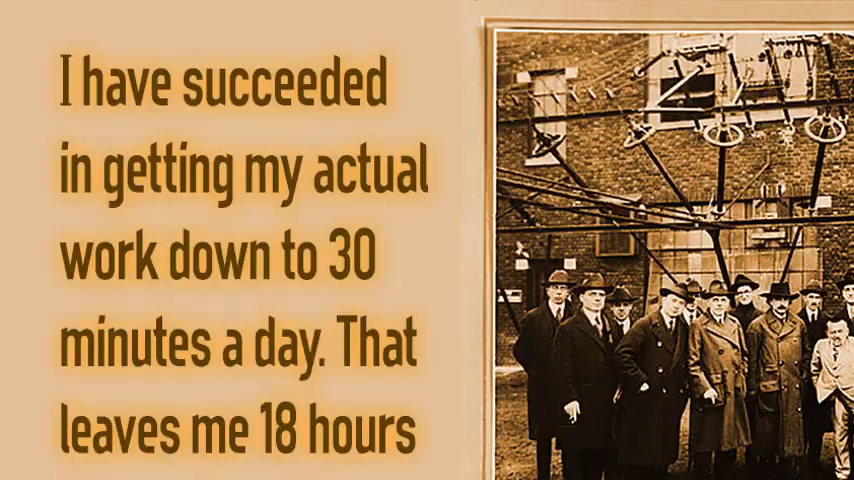 I have succeeded
in getting my actual
work down to 30
minutes a day. That
leaves me 18 hours